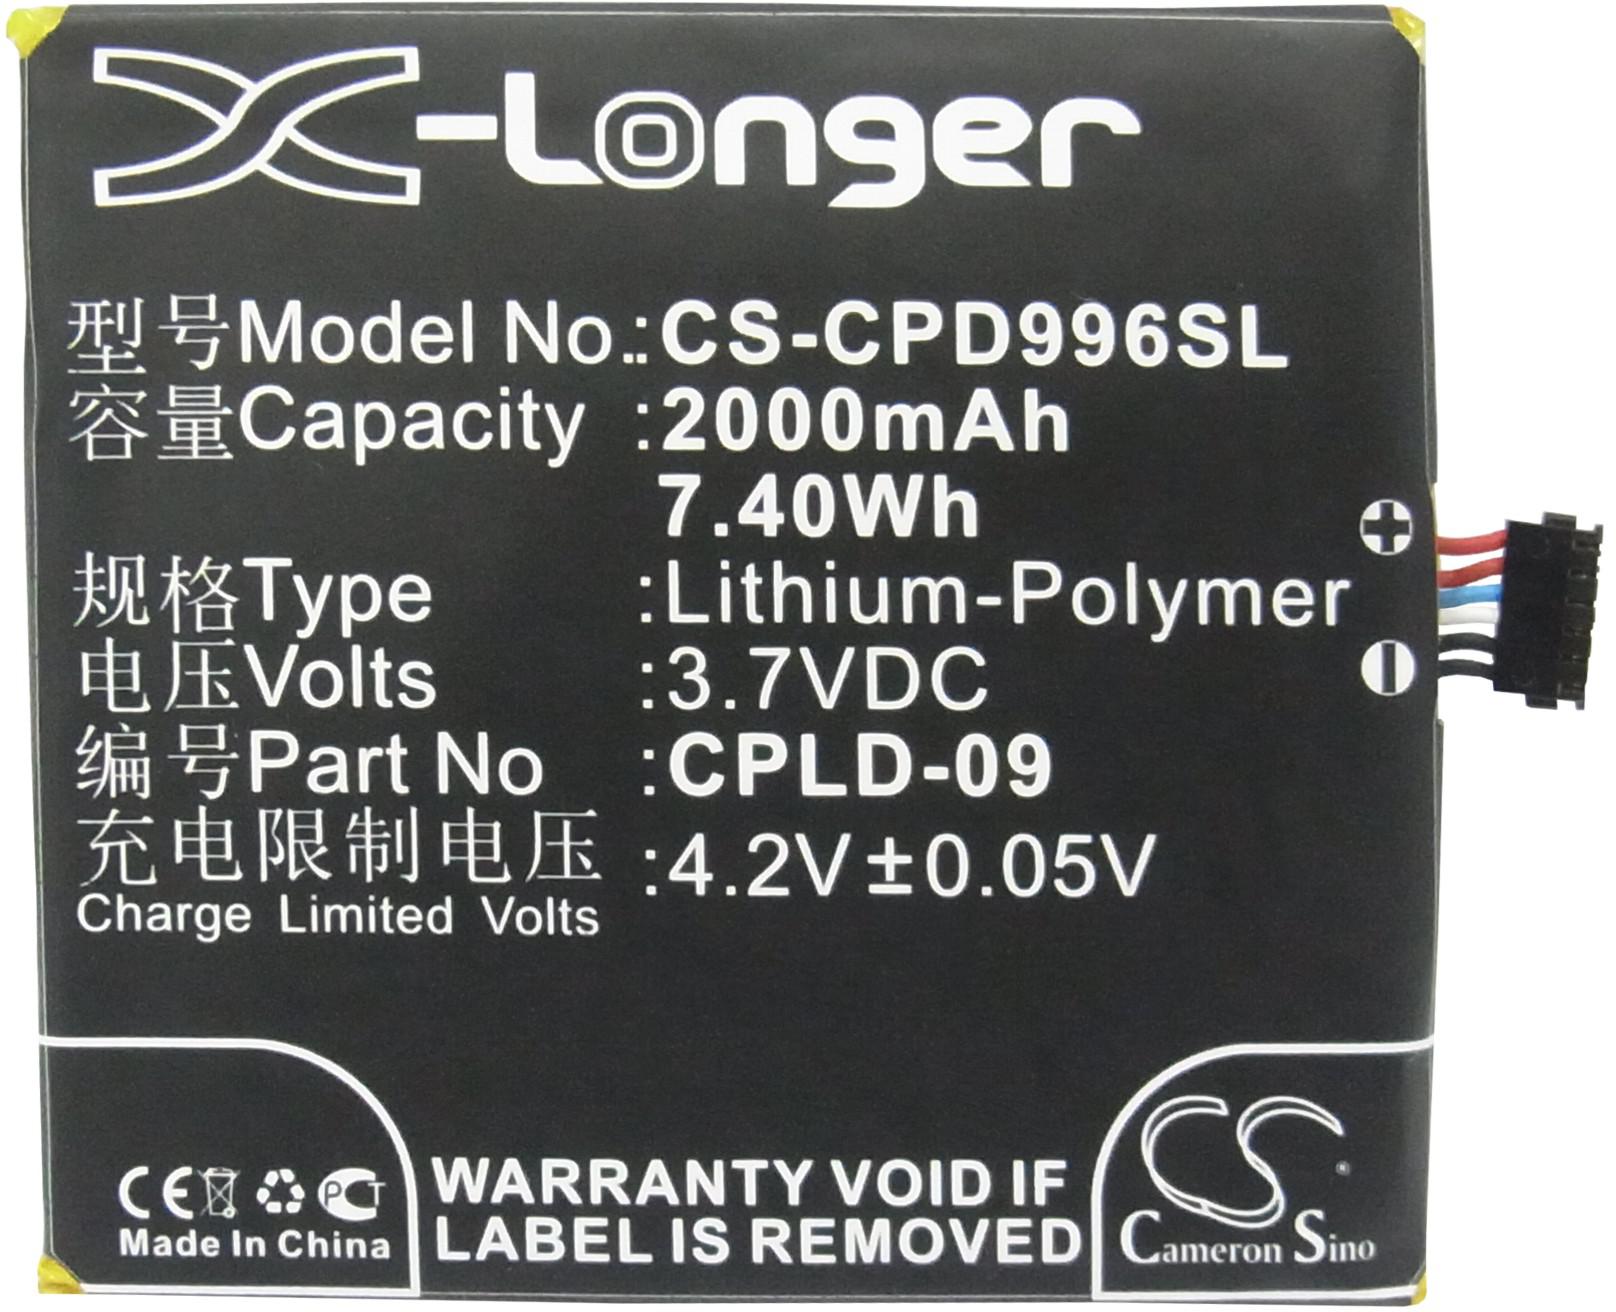 X-Longer
型号Model No.:CS-CPD996SL
容量Capacity :2000mAh
7.40Wh
规格Type :Lithium-Polymer
电压Volts :3.7VDC
编号Part No :CPLD-09
充电限制电压 :4.2V±0.05V
Charge Limited Volts
CE PCT
Made In China
WARRANTY VOID IF
LABEL IS REMOVED
CS ®
Cameron Sino